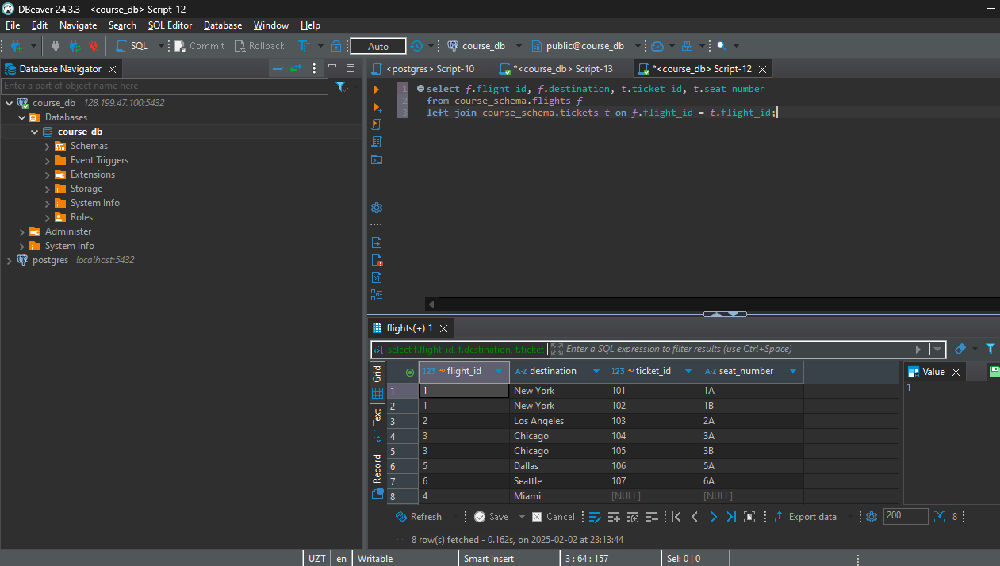 DBeaver 24.3.3 - <course_db> Script-12
File Edit Navigate Search SQL Editor Database Window Help
SQL Commit Rollback Auto course_db public@course_db
Database Navigator
<postgres> Script-10 *<course_db> Script-13 *<course_db> Script-12
Enter a part of object name here
course_db 128.199.47.100:5432
Databases
course_db
Schemas
Event Triggers
Extensions
Storage
System Info
Roles
Administer
System Info
postgres localhost:5432
1 select f.flight_id, f.destination, t.ticket_id, t.seat_number
2 from course_schema.flights f
3 left join course_schema.tickets t on f.flight_id = t.flight_id;
flights(+) 1
select f.flight_id, f.destination, t.ticket Enter a SQL expression to filter results (use Ctrl+Space)
Grid
Text
Record
123 flight_id A-Z destination 123 ticket_id A-Z seat_number
1 1 New York 101 1A
2 1 New York 102 1B
3 2 Los Angeles 103 2A
4 3 Chicago 104 3A
5 3 Chicago 105 3B
6 5 Dallas 106 5A
7 6 Seattle 107 6A
8 4 Miami [NULL] [NULL]
Value
1
Refresh Save Cancel Export data 200 8
8 row(s) fetched - 0.162s, on 2025-02-02 at 23:13:44
UZT en Writable Smart Insert 3 : 64 : 157 Sel: 0 | 0